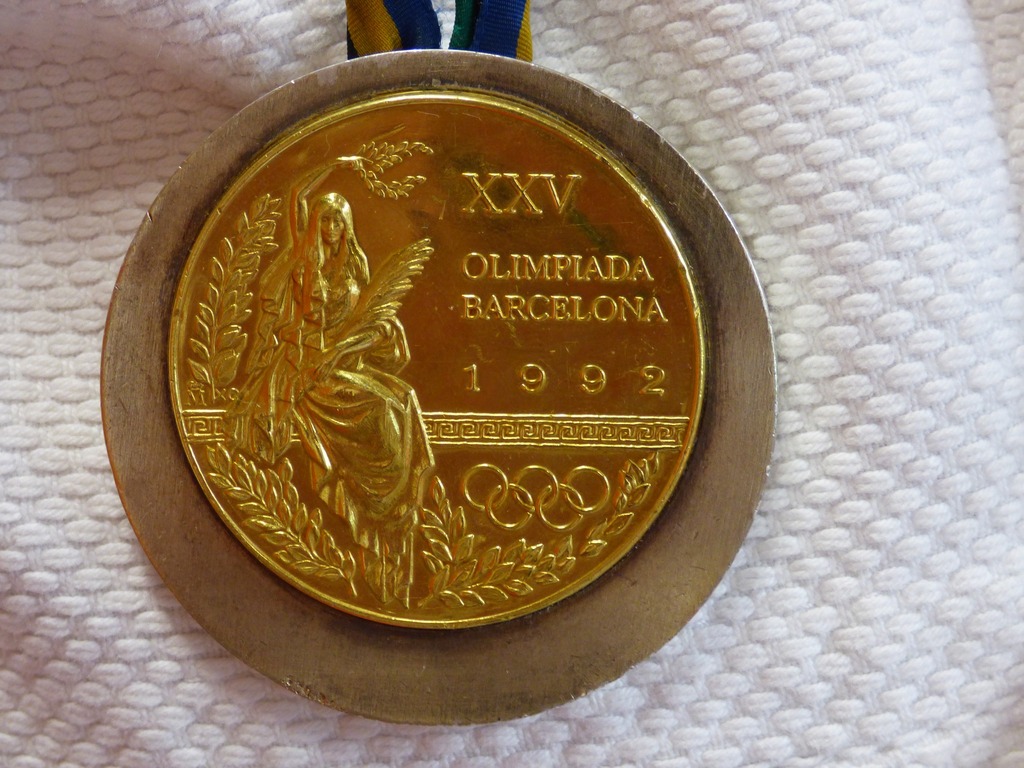 XXV
OLIMPIADA
BARCELONA
1992